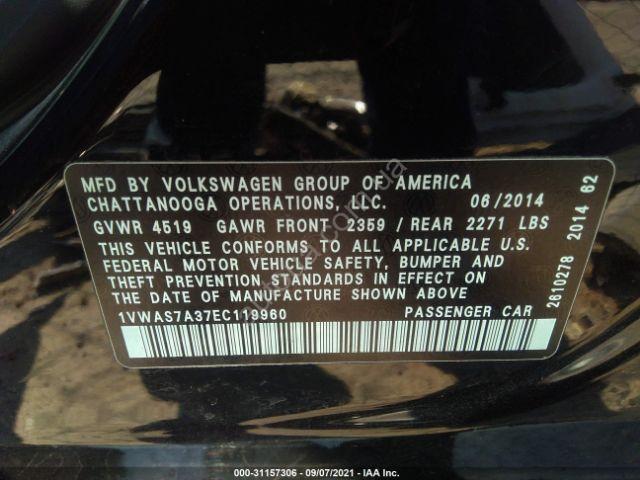 MFD BY VOLKSWAGEN GROUP OF AMERICA
CHATTANOOGA OPERATIONS, LLC. 06/2014
GVWR 4519 GAWR FRONT 2359 / REAR 2271 LBS
THIS VEHICLE CONFORMS TO ALL APPLICABLE U.S.
FEDERAL MOTOR VEHICLE SAFETY, BUMPER AND
THEFT PREVENTION STANDARDS IN EFFECT ON
THE DATE OF MANUFACTURE SHOWN ABOVE
1VWAS7A37EC119960 PASSENGER CAR
2610278 2014 62
000-31157306 - 09/07/2021 - IAA Inc.